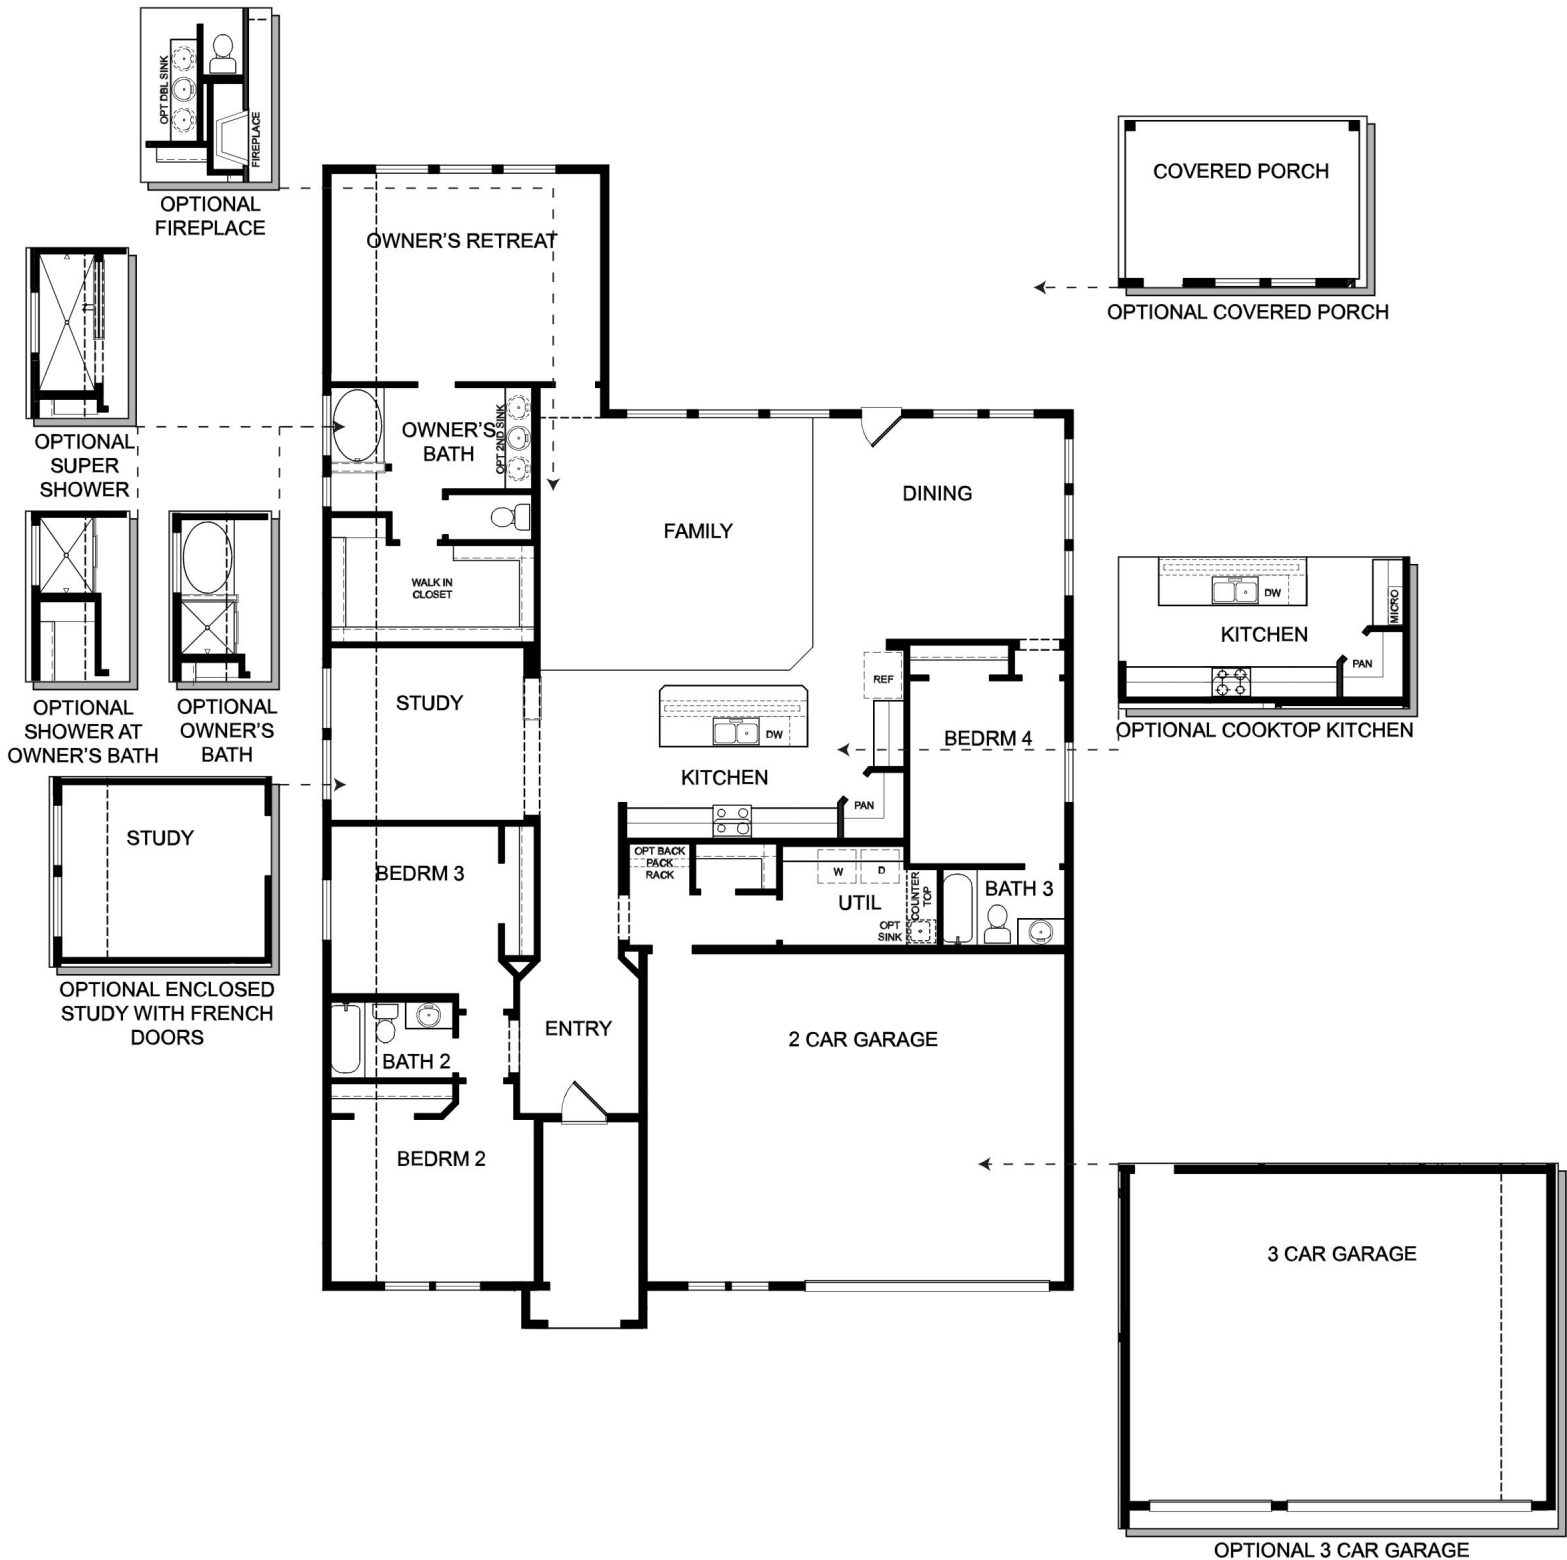 OPT DBL SINK
FIREPLACE
OPTIONAL
FIREPLACE
COVERED PORCH
OPTIONAL COVERED PORCH
OWNER'S RETREAT
OPTIONAL
SUPER
SHOWER
OWNER'S
BATH
OPT 2ND SINK
FAMILY
DINING
WALK IN
CLOSET
OPTIONAL
SHOWER AT
OWNER'S BATH
OPTIONAL
OWNER'S
BATH
STUDY
REF
DW
KITCHEN
PAN
BEDRM 4
DW
MICRO
KITCHEN
PAN
OPTIONAL COOKTOP KITCHEN
STUDY
OPTIONAL ENCLOSED
STUDY WITH FRENCH
DOORS
BEDRM 3
OPT BACK
PACK
RACK
W
D
UTIL
COUNTER
TOP
OPT
SINK
BATH 3
ENTRY
2 CAR GARAGE
BATH 2
BEDRM 2
3 CAR GARAGE
OPTIONAL 3 CAR GARAGE